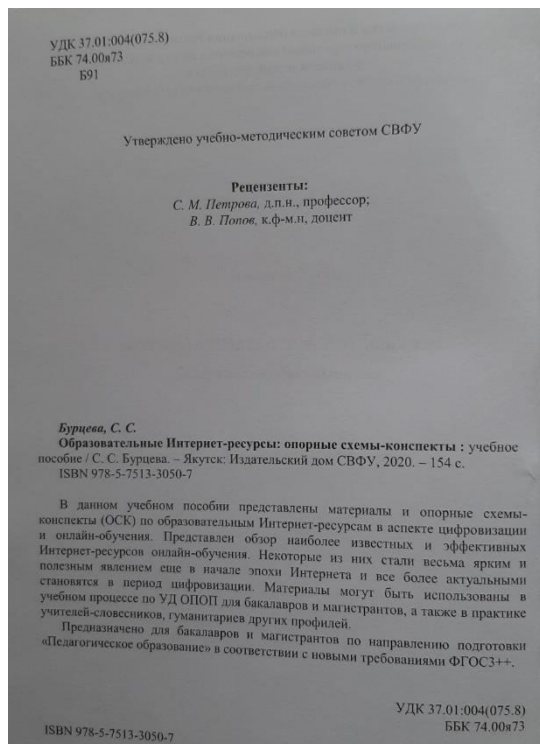 УДК 37.01:004(075.8)
ББК 74.00я73
Б91
Утверждено учебно-методическим советом СВФУ
Рецензенты:
С. М. Петрова, д.п.н., профессор;
В. В. Попов, к.ф-м.н, доцент
Бурцева, С. С.
Образовательные Интернет-ресурсы: опорные схемы-конспекты : учебное
пособие / С. С. Бурцева. – Якутск: Издательский дом СВФУ, 2020. – 154 с.
ISBN 978-5-7513-3050-7
В данном учебном пособии представлены материалы и опорные схемы-
конспекты (ОСК) по образовательным Интернет-ресурсам в аспекте цифровизации
и онлайн-обучения. Представлен обзор наиболее известных и эффективных
Интернет-ресурсов онлайн-обучения. Некоторые из них стали весьма ярким и
полезным явлением еще в начале эпохи Интернета и все более актуальными
становятся в период цифровизации. Материалы могут быть использованы в
учебном процессе по УД ОПОП для бакалавров и магистрантов, а также в практике
учителей-словесников, гуманитариев других профилей.
Предназначено для бакалавров и магистрантов по направлению подготовки
«Педагогическое образование» в соответствии с новыми требованиями ФГОС3++.
УДК 37.01:004(075.8)
ББК 74.00я73
ISBN 978-5-7513-3050-7